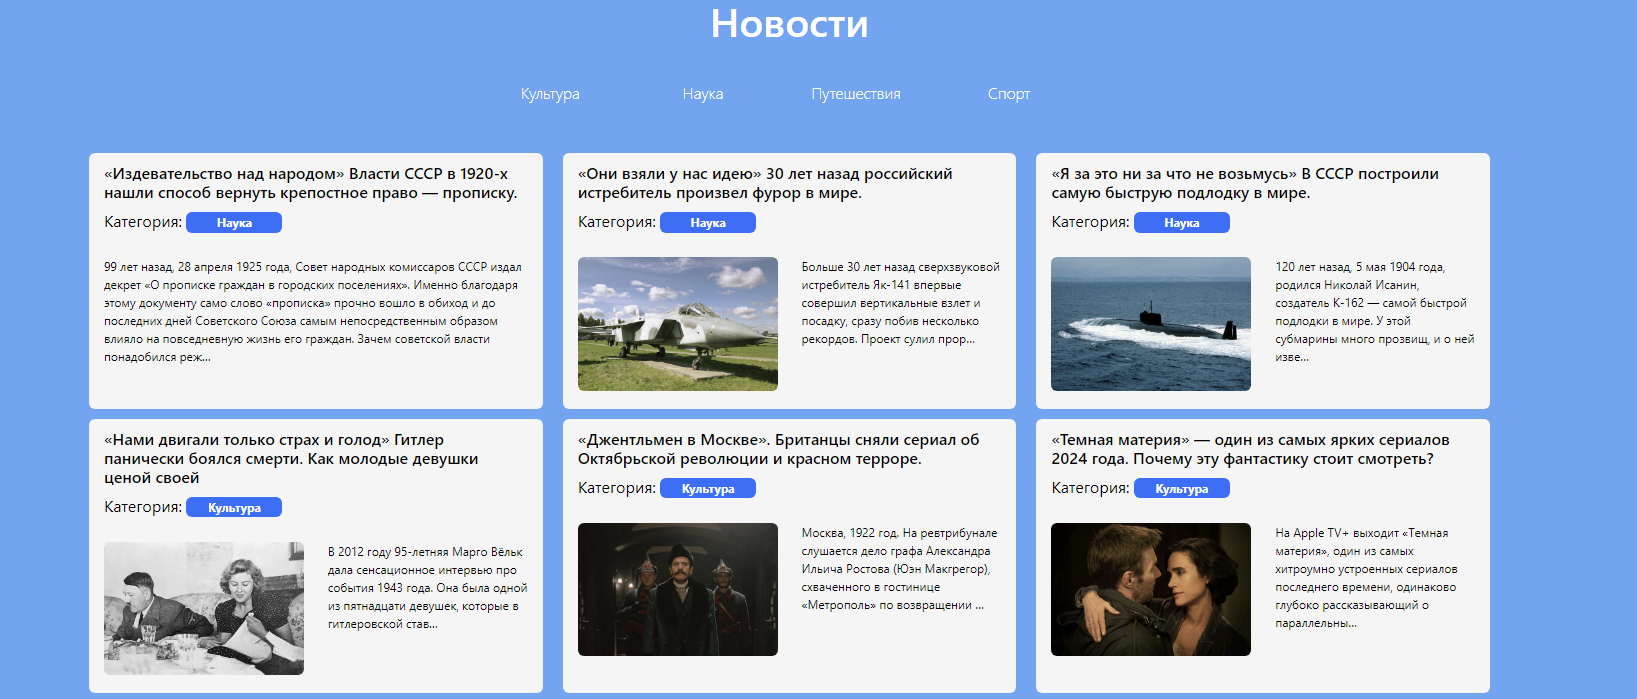 Новости
Культура
Наука
Путешествия
Спорт
«Издевательство над народом» Власти СССР в 1920-х
нашли способ вернуть крепостное право — прописку.
Категория: Наука
99 лет назад, 28 апреля 1925 года, Совет народных комиссаров СССР издал
декрет «О прописке граждан в городских поселениях». Именно благодаря
этому документу само слово «прописка» прочно вошло в обиход и до
последних дней Советского Союза самым непосредственным образом
влияло на повседневную жизнь его граждан. Зачем советской власти
понадобился реж...
«Они взяли у нас идею» 30 лет назад российский
истребитель произвел фурор в мире.
Категория: Наука
Больше 30 лет назад сверхзвуковой
истребитель Як-141 впервые
совершил вертикальные взлет и
посадку, сразу побив несколько
рекордов. Проект сулил прор...
«Я за это ни за что не возьмусь» В СССР построили
самую быструю подлодку в мире.
Категория: Наука
120 лет назад, 5 мая 1904 года,
родился Николай Исанин,
создатель К-162 — самой быстрой
подлодки в мире. У этой
субмарины много прозвищ, и о ней
изве...
«Нами двигали только страх и голод» Гитлер
панически боялся смерти. Как молодые девушки
ценой своей
Категория: Культура
В 2012 году 95-летняя Марго Вёльк
дала сенсационное интервью про
события 1943 года. Она была одной
из пятнадцати девушек, которые в
гитлеровской став...
«Джентльмен в Москве». Британцы сняли сериал об
Октябрьской революции и красном терроре.
Категория: Культура
Москва, 1922 год. На ревтрибунале
слушается дело графа Александра
Ильича Ростова (Юэн Макгрегор),
схваченного в гостинице
«Метрополь» по возвращении ...
«Темная материя» — один из самых ярких сериалов
2024 года. Почему эту фантастику стоит смотреть?
Категория: Культура
На Apple TV+ выходит «Темная
материя», один из самых
хитроумно устроенных сериалов
последнего времени, одинаково
глубоко рассказывающий о
параллельны...